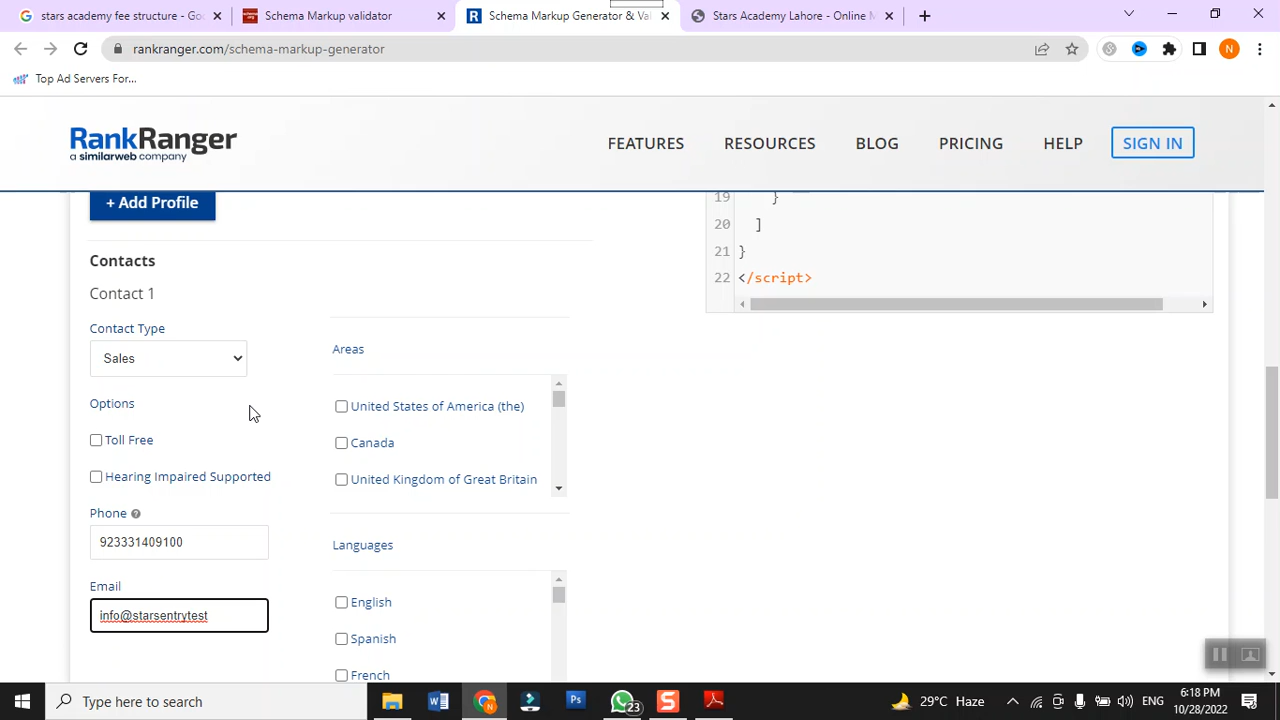 stars academy fee structure - Goo
Schema Markup validator
Schema Markup Generator & Val
Stars Academy Lahore - Online M
rankranger.com/schema-markup-generator
N
Top Ad Servers For...
RankRanger
a similarweb company
FEATURES
RESOURCES
BLOG
PRICING
HELP
SIGN IN
+ Add Profile
19 }
20 ]
21 }
22 </script>
Contacts
Contact 1
Contact Type
Sales
Options
Toll Free
Hearing Impaired Supported
Phone
923331409100
Email
info@starsentrytest
Areas
United States of America (the)
Canada
United Kingdom of Great Britain
Languages
English
Spanish
French
Type here to search
23
29°C Haze
ENG
6:18 PM
10/28/2022